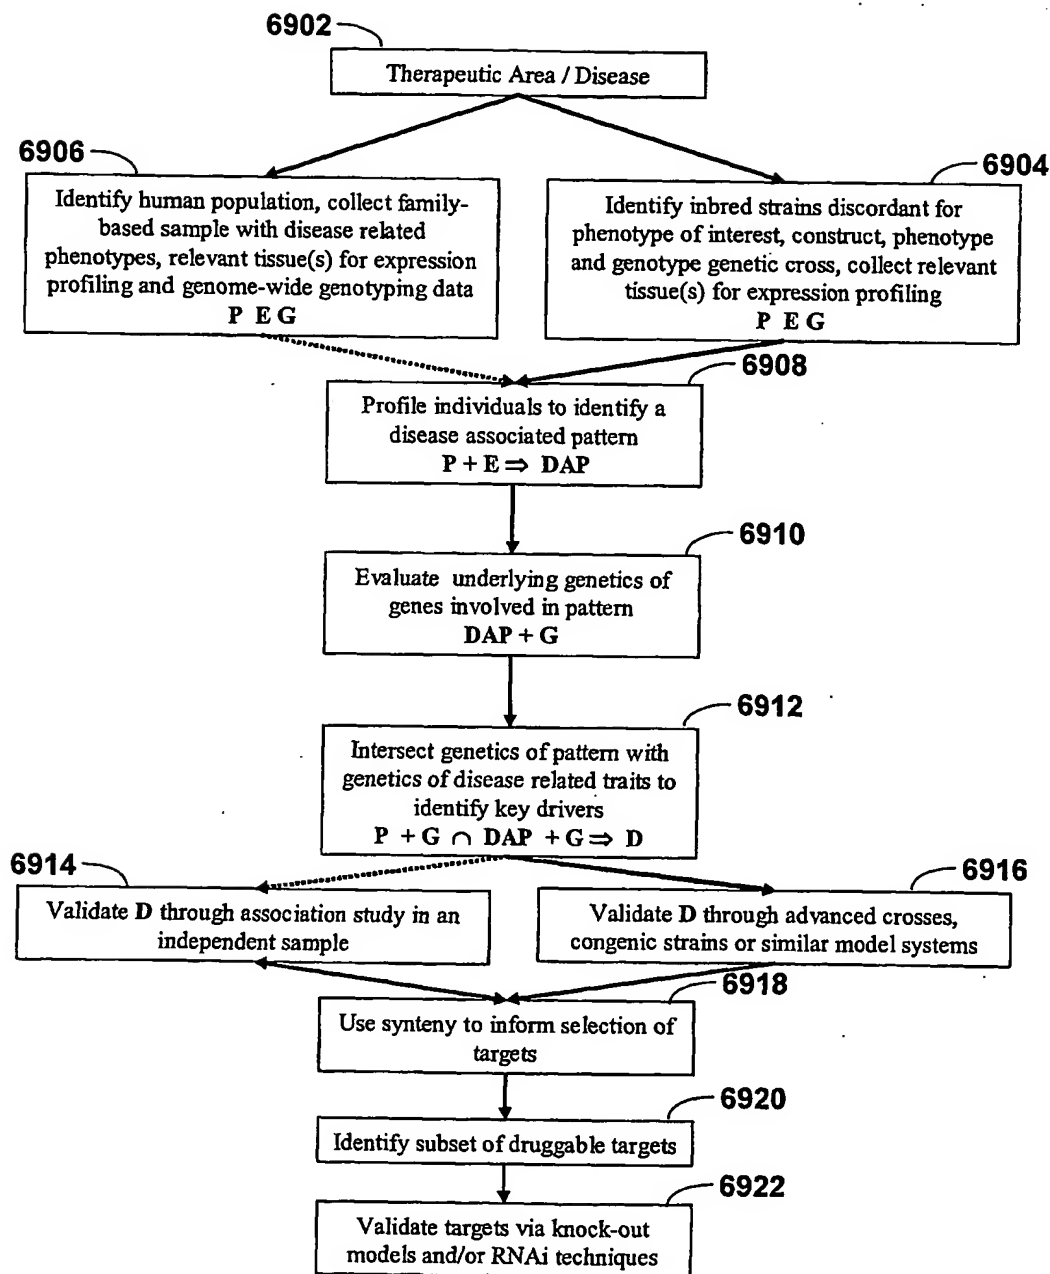 6902
Therapeutic Area / Disease
6906
6904
Identify human population, collect family-
based sample with disease related
phenotypes, relevant tissue(s) for expression
profiling and genome-wide genotyping data
P E G
Identify inbred strains discordant for
phenotype of interest, construct, phenotype
and genotype genetic cross, collect relevant
tissue(s) for expression profiling
P E G
6908
Profile individuals to identify a
disease associated pattern
P + E ⇒ DAP
6910
Evaluate underlying genetics of
genes involved in pattern
DAP + G
6912
Intersect genetics of pattern with
genetics of disease related traits to
identify key drivers
P + G ∩ DAP + G ⇒ D
6914
6916
Validate D through association study in an
independent sample
Validate D through advanced crosses,
congenic strains or similar model systems
6918
Use synteny to inform selection of
targets
6920
Identify subset of druggable targets
6922
Validate targets via knock-out
models and/or RNAi techniques